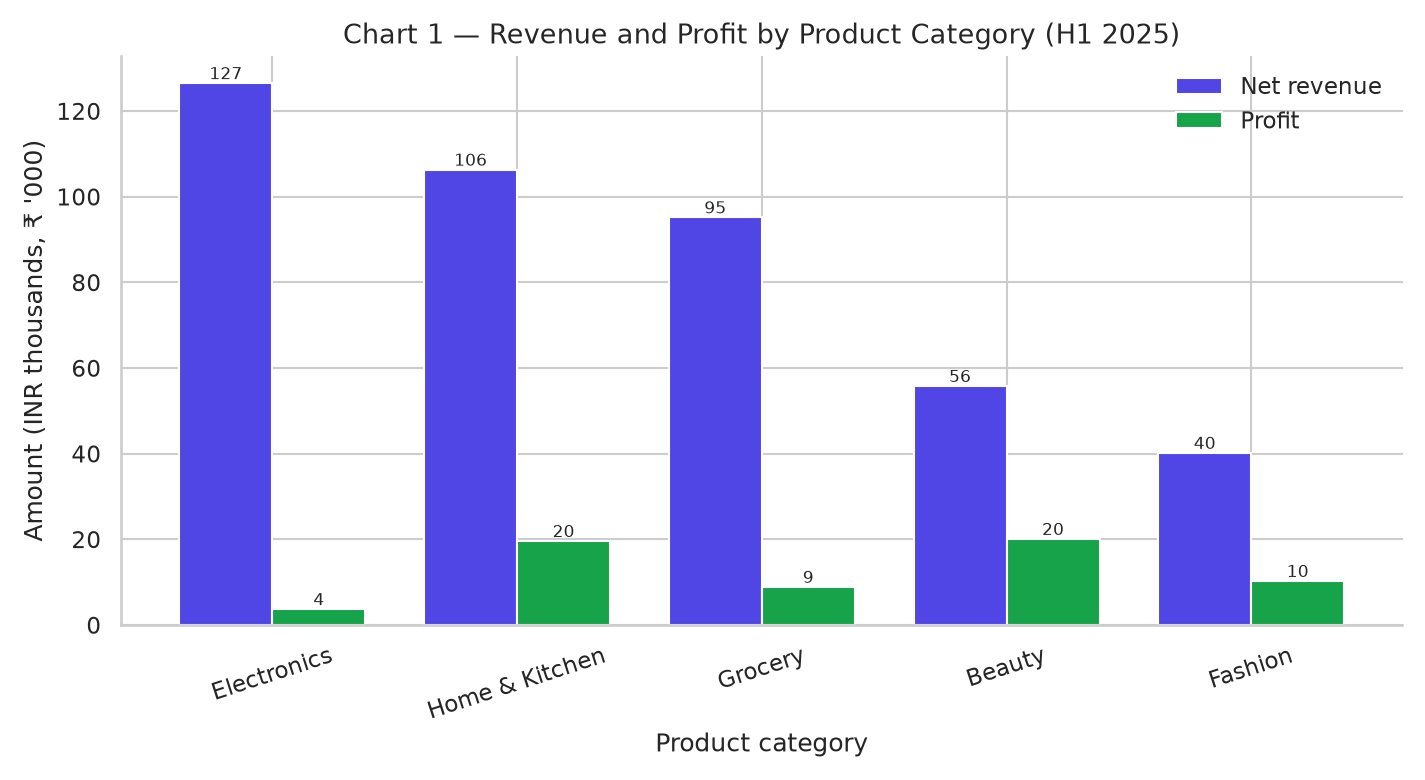 Chart 1 — Revenue and Profit by Product Category (H1 2025)
Net revenue
Profit
Amount (INR thousands, ₹ '000)
120
100
80
60
40
20
0
127
4
106
20
95
9
56
20
40
10
Electronics
Home & Kitchen
Grocery
Beauty
Fashion
Product category